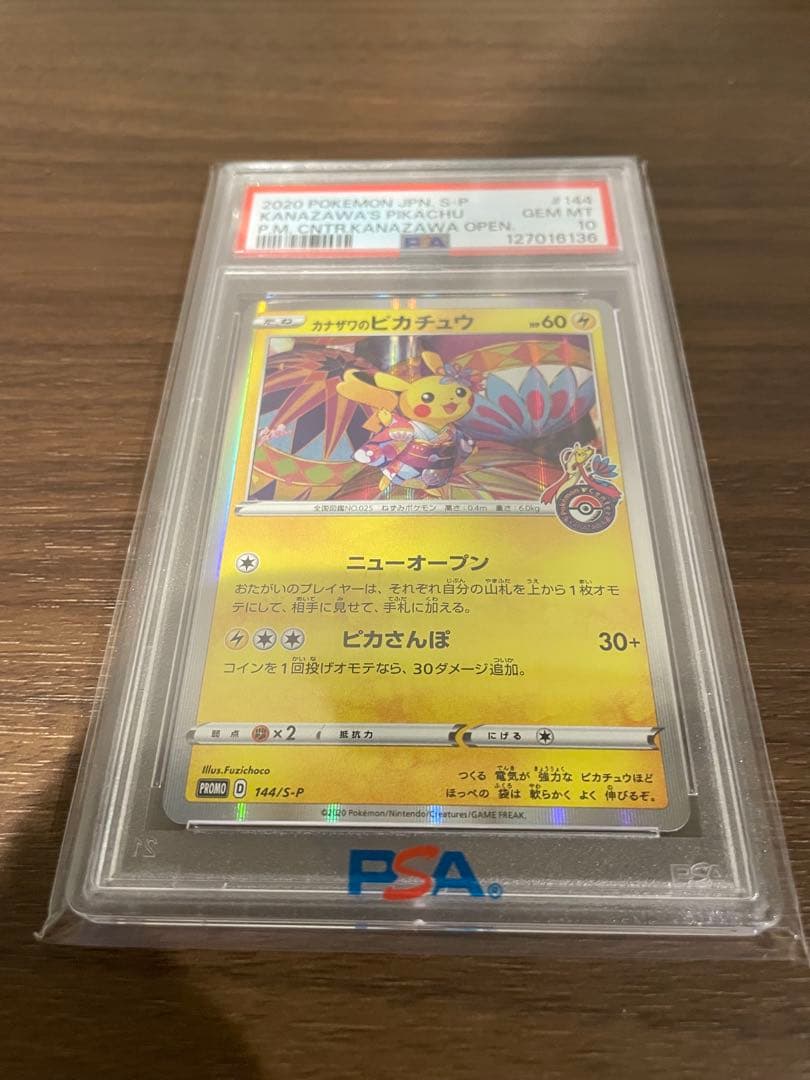 2020 POKEMON JPN. S-P #144
KANAZAWA'S PIKACHU GEM MT
P.M. CNTR.KANAZAWA OPEN. 10
PSA 127016136
たね カナザワのピカチュウ HP60
全国図鑑NO.025 ねずみポケモン 高さ:0.4m 重さ:6.0kg
ニューオープン
おたがいのプレイヤーは、それぞれ自分の山札を上から1枚オモ
テにして、相手に見せて、手札に加える。
ピカさんぽ 30+
コインを1回投げオモテなら、30ダメージ追加。
弱点 ×2 抵抗力 にげる
Illus.Fuzichoco
つくる 電気が 強力な ピカチュウほど
ほっぺの 袋は 軟らかく よく 伸びるぞ。
PROMO D 144/S-P
©2020 Pokémon/Nintendo/Creatures/GAME FREAK.
PSA
PSA